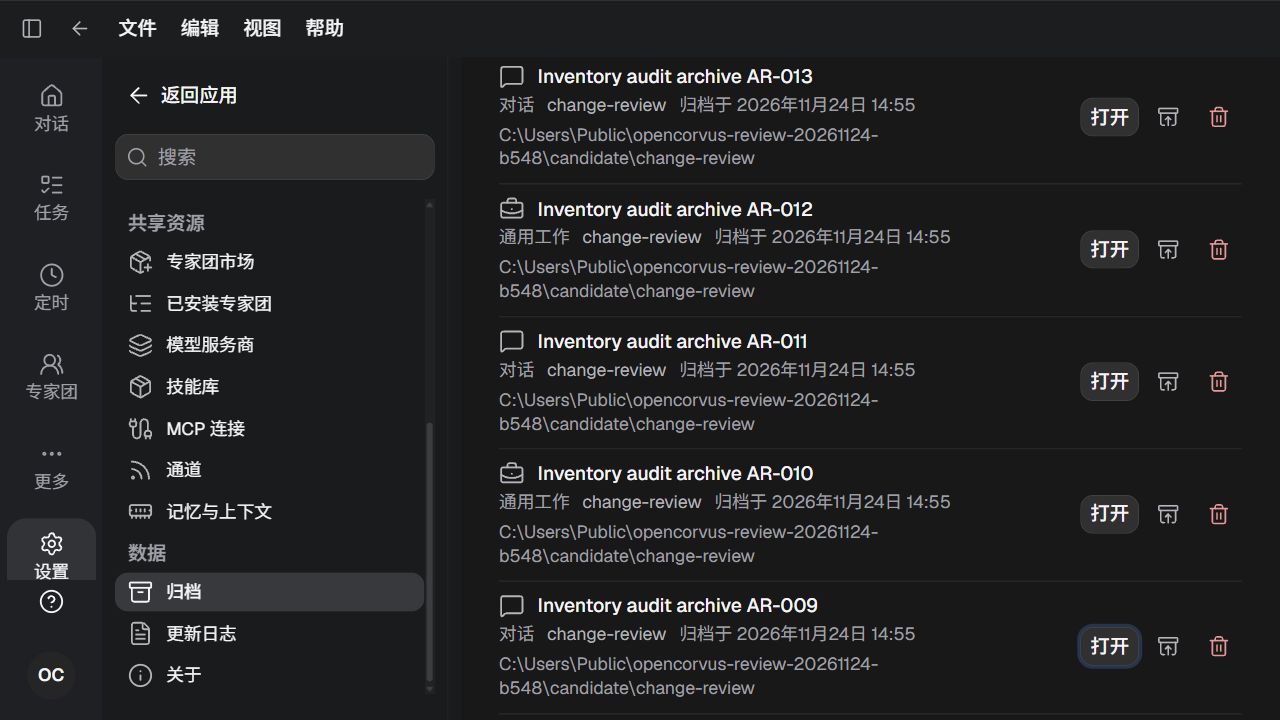 文件 编辑 视图 帮助
对话
任务
定时
专家团
更多
设置
OC
返回应用
搜索
共享资源
专家团市场
已安装专家团
模型服务商
技能库
MCP 连接
通道
记忆与上下文
数据
归档
更新日志
关于
Inventory audit archive AR-013
对话 change-review 归档于 2026年11月24日 14:55
C:\Users\Public\opencorvus-review-20261124-
b548\candidate\change-review
打开
Inventory audit archive AR-012
通用工作 change-review 归档于 2026年11月24日 14:55
C:\Users\Public\opencorvus-review-20261124-
b548\candidate\change-review
打开
Inventory audit archive AR-011
对话 change-review 归档于 2026年11月24日 14:55
C:\Users\Public\opencorvus-review-20261124-
b548\candidate\change-review
打开
Inventory audit archive AR-010
通用工作 change-review 归档于 2026年11月24日 14:55
C:\Users\Public\opencorvus-review-20261124-
b548\candidate\change-review
打开
Inventory audit archive AR-009
对话 change-review 归档于 2026年11月24日 14:55
C:\Users\Public\opencorvus-review-20261124-
b548\candidate\change-review
打开